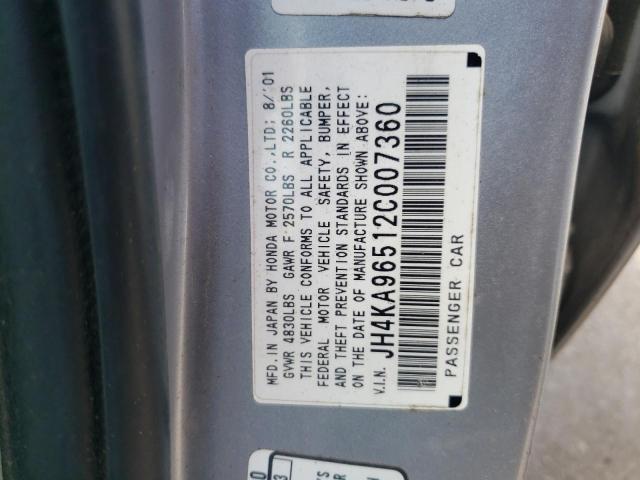 MFD.IN JAPAN BY HONDA MOTOR CO.,LTD; 8/'01
GVWR 4830LBS GAWR F 2570LBS R 2260LBS
THIS VEHICLE CONFORMS TO ALL APPLICABLE
FEDERAL MOTOR VEHICLE SAFETY, BUMPER,
AND THEFT PREVENTION STANDARDS IN EFFECT
ON THE DATE OF MANUFACTURE SHOWN ABOVE:
V.I.N. JH4KA96512C007360
PASSENGER CAR